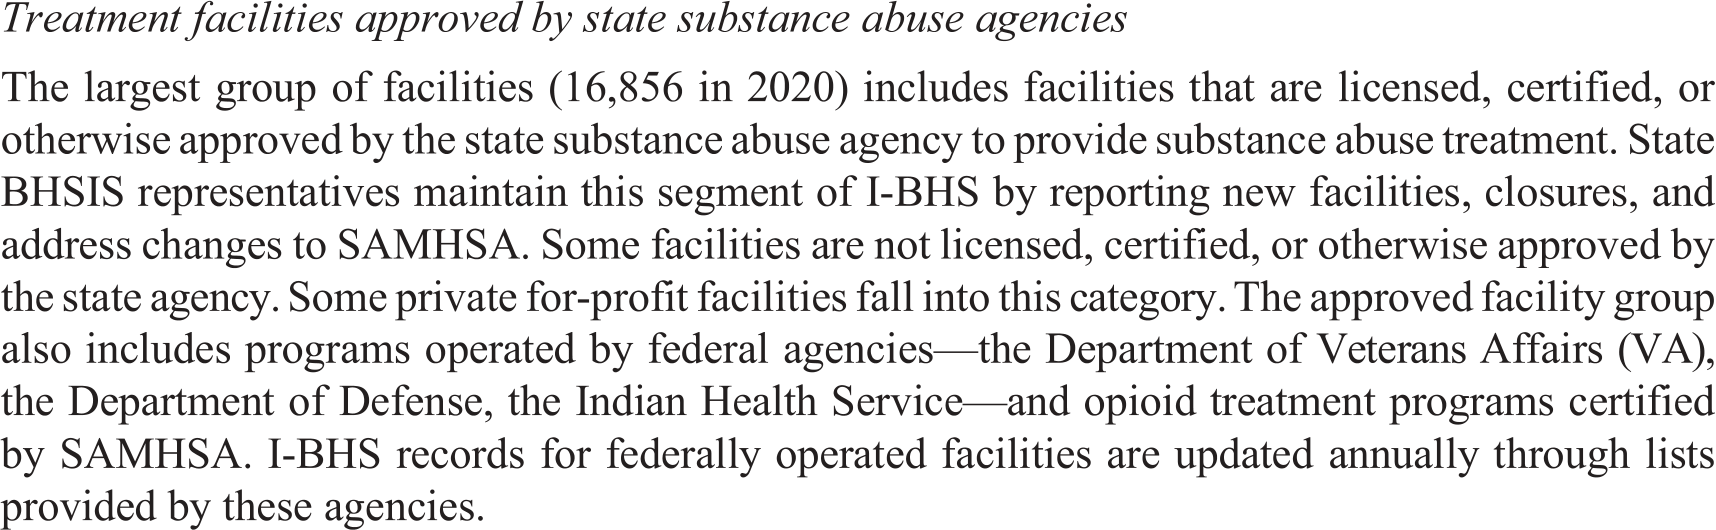 Treatment facilities approved by state substance abuse agencies
The largest group of facilities (16,856 in 2020) includes facilities that are licensed, certified, or
otherwise approved by the state substance abuse agency to provide substance abuse treatment. State
BHSIS representatives maintain this segment of I-BHS by reporting new facilities, closures, and
address changes to SAMHSA. Some facilities are not licensed, certified, or otherwise approved by
the state agency. Some private for-profit facilities fall into this category. The approved facility group
also includes programs operated by federal agencies—the Department of Veterans Affairs (VA),
the Department of Defense, the Indian Health Service—and opioid treatment programs certified
by SAMHSA. I-BHS records for federally operated facilities are updated annually through lists
provided by these agencies.